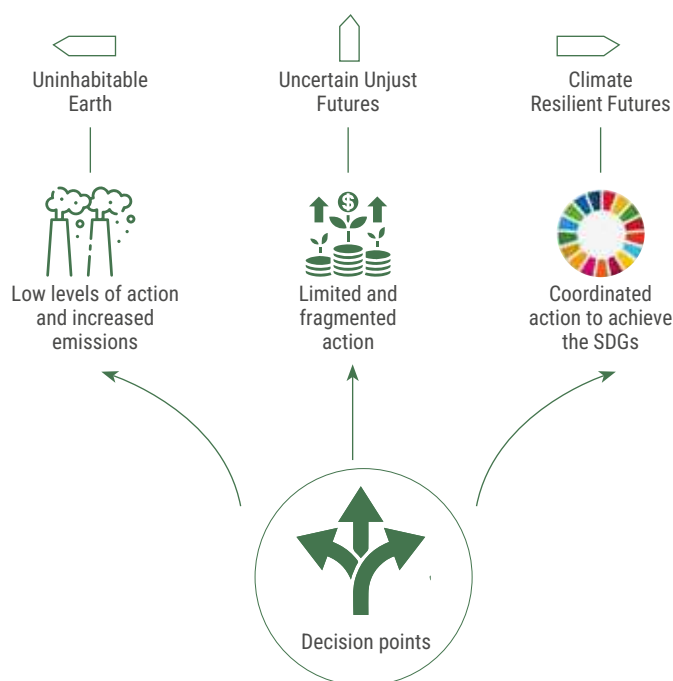 Uninhabitable
Earth
Uncertain Unjust
Futures
Climate
Resilient Futures
$
Low levels of action
and increased
emissions
Limited and
fragmented
action
Coordinated
action to achieve
the SDGs
Decision points